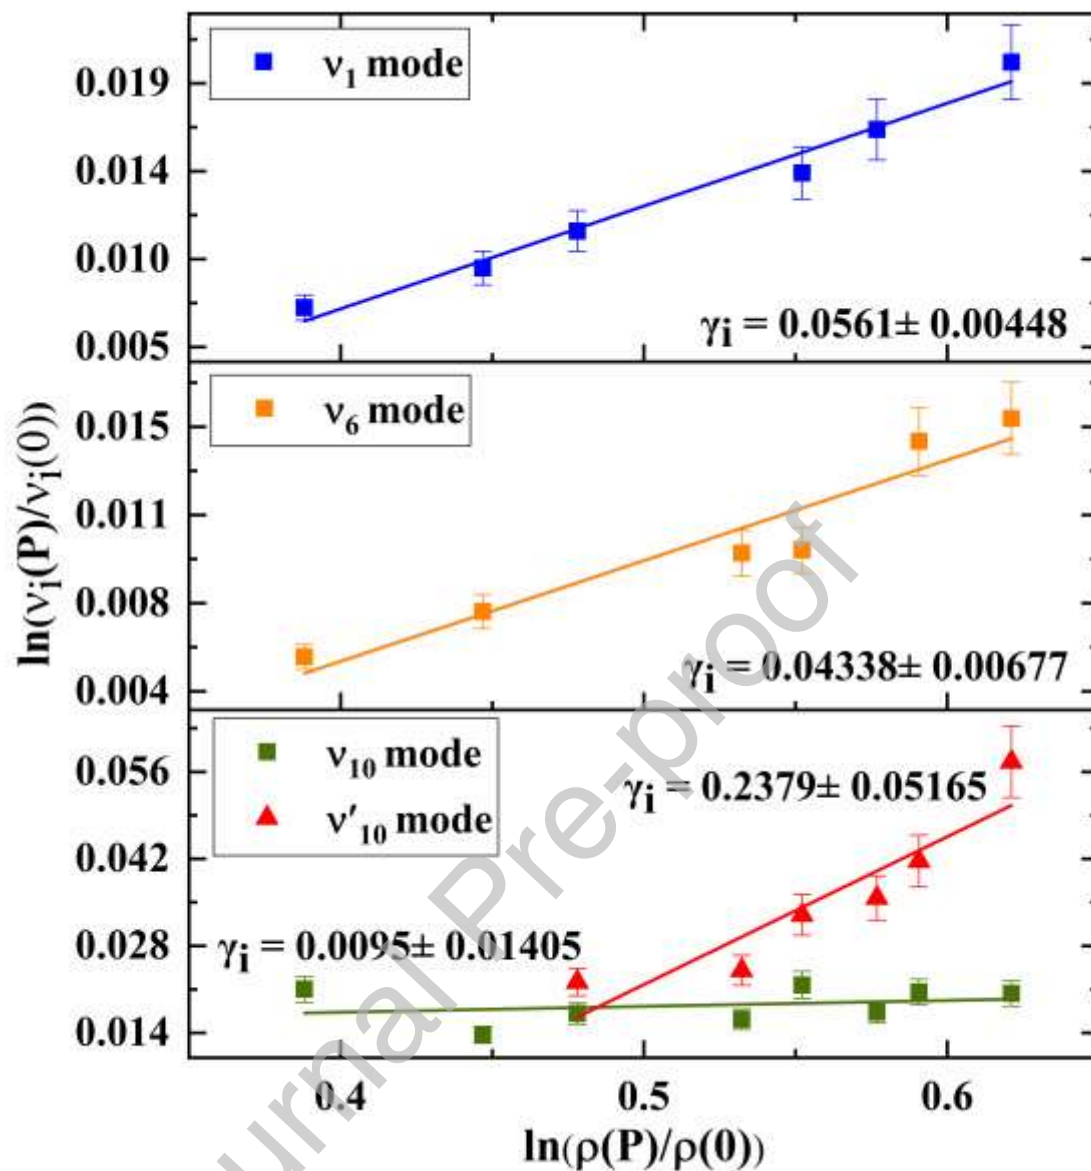 ν₁ mode
0.019
0.014
0.010
0.005
γi = 0.0561± 0.00448
ν₆ mode
0.015
0.011
0.008
0.004
γi = 0.04338± 0.00677
ln(νi(P)/νi(0))
ν₁₀ mode
ν′₁₀ mode
γi = 0.2379± 0.05165
0.056
0.042
0.028
0.014
γi = 0.0095± 0.01405
0.4 0.5 0.6
ln(ρ(P)/ρ(0))
urnal Pre-proof